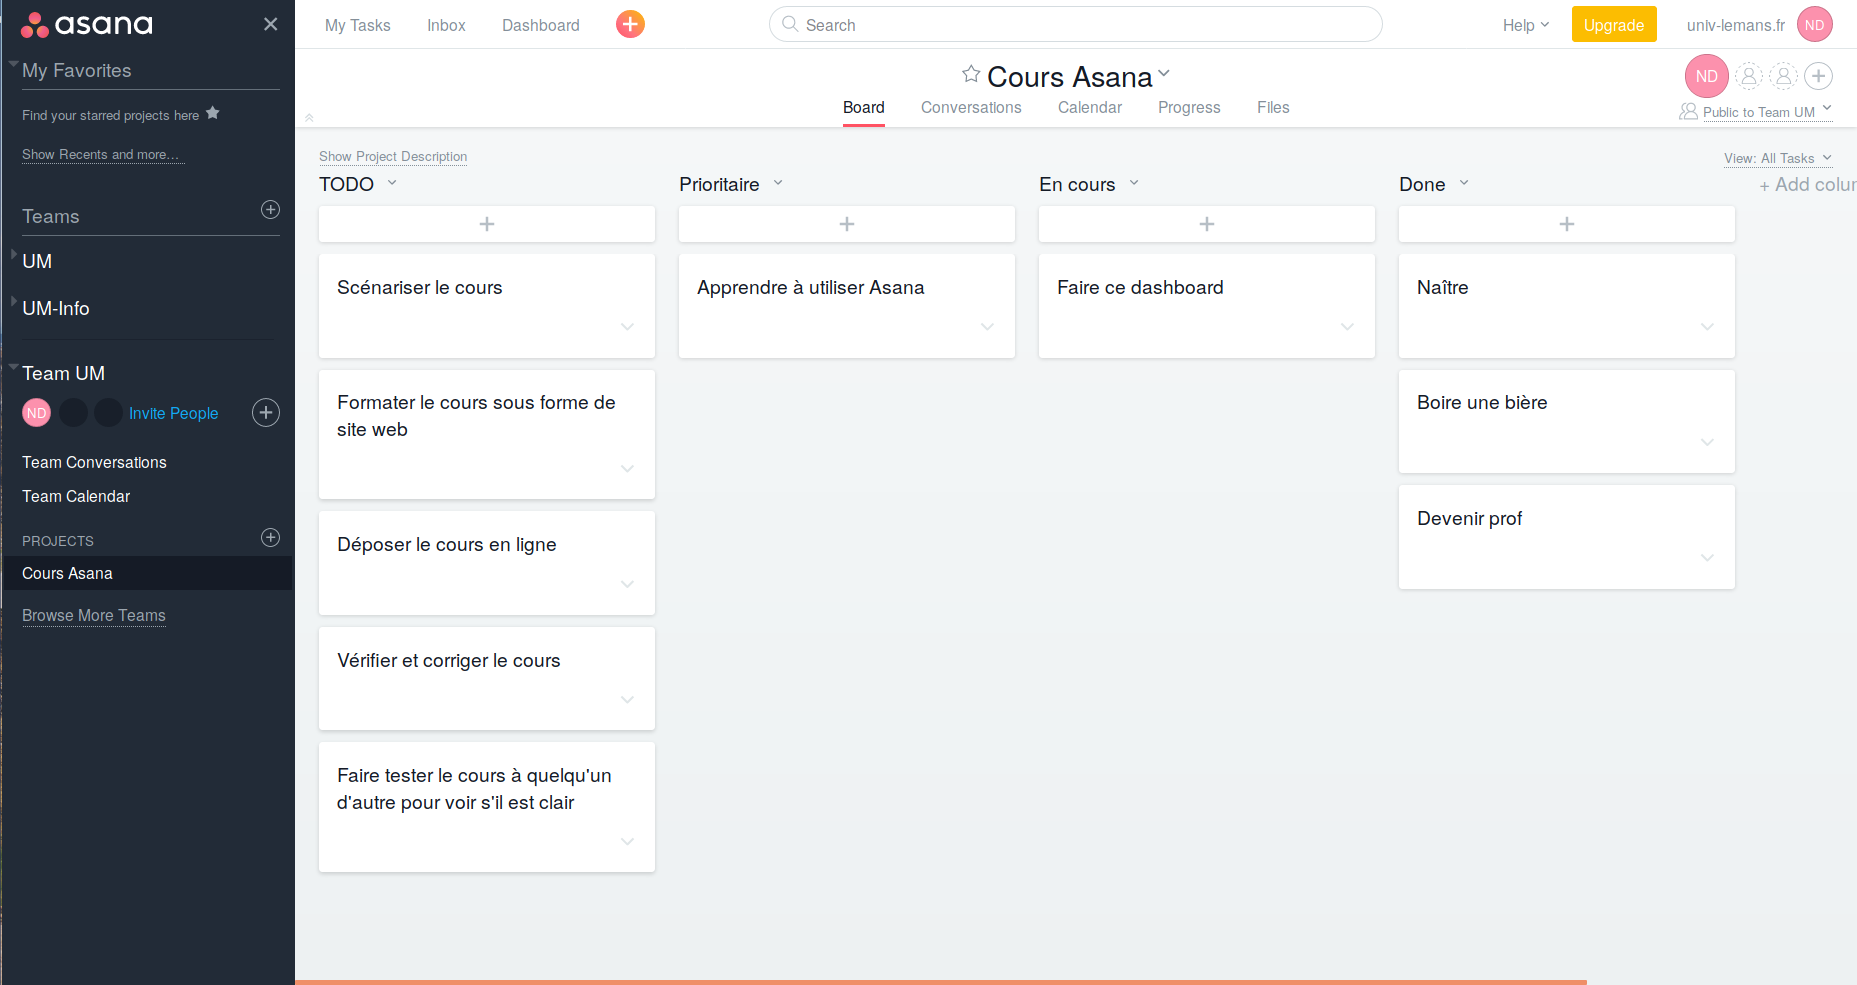 asana
My Favorites
Find your starred projects here
Show Recents and more...
Teams
UM
UM-Info
Team UM
ND
Invite People
Team Conversations
Team Calendar
PROJECTS
Cours Asana
Browse More Teams
My Tasks
Inbox
Dashboard
Search
Help
Upgrade
univ-lemans.fr
ND
Cours Asana
ND
Board
Conversations
Calendar
Progress
Files
Public to Team UM
Show Project Description
View: All Tasks
TODO
Scénariser le cours
Formater le cours sous forme de
site web
Déposer le cours en ligne
Vérifier et corriger le cours
Faire tester le cours à quelqu'un
d'autre pour voir s'il est clair
Prioritaire
Apprendre à utiliser Asana
En cours
Faire ce dashboard
Done
Naître
Boire une bière
Devenir prof
+ Add colur